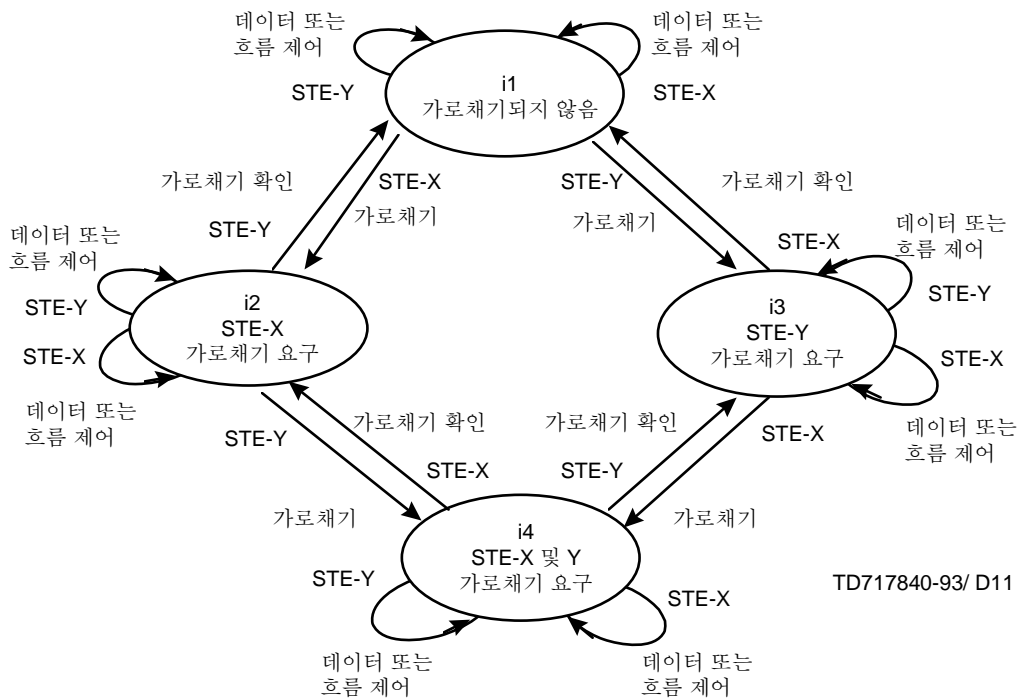 데이터 또는
흐름 제어
데이터 또는
흐름 제어
STE-Y
i1
가로채기되지 않음
STE-X
가로채기 확인
STE-X
STE-Y
가로채기 확인
STE-Y
가로채기
가로채기
STE-X
데이터 또는
흐름 제어
데이터 또는
흐름 제어
STE-Y
STE-X
i2
STE-X
가로채기 요구
i3
STE-Y
가로채기 요구
STE-Y
STE-X
데이터 또는
흐름 제어
STE-Y
가로채기 확인
STE-X
가로채기 확인
STE-Y
STE-X
데이터 또는
흐름 제어
가로채기
가로채기
i4
STE-X 및 Y
가로채기 요구
STE-Y
STE-X
TD717840-93/ D11
데이터 또는
흐름 제어
데이터 또는
흐름 제어